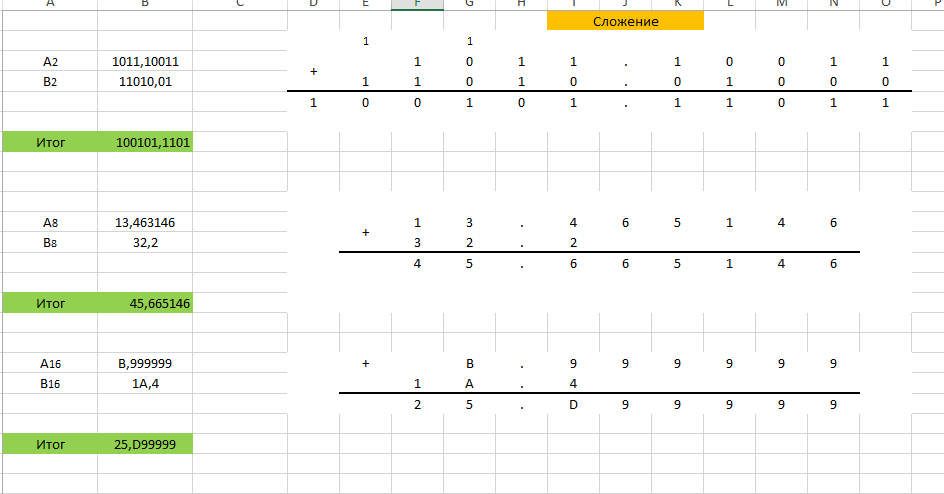 A B C D E F G H I J K L M N O P
Сложение
1 1
A2 1011,10011 1 0 1 1 . 1 0 0 1 1
+
B2 11010,01 1 1 0 1 0 . 0 1 0 0 0
1 0 0 1 0 1 . 1 1 0 1 1
Итог 100101,1101
A8 13,463146 1 3 . 4 6 5 1 4 6
+
B8 32,2 3 2 . 2
4 5 . 6 6 5 1 4 6
Итог 45,665146
A16 B,999999 + B . 9 9 9 9 9 9
B16 1A,4 1 A . 4
2 5 . D 9 9 9 9 9
Итог 25,D99999